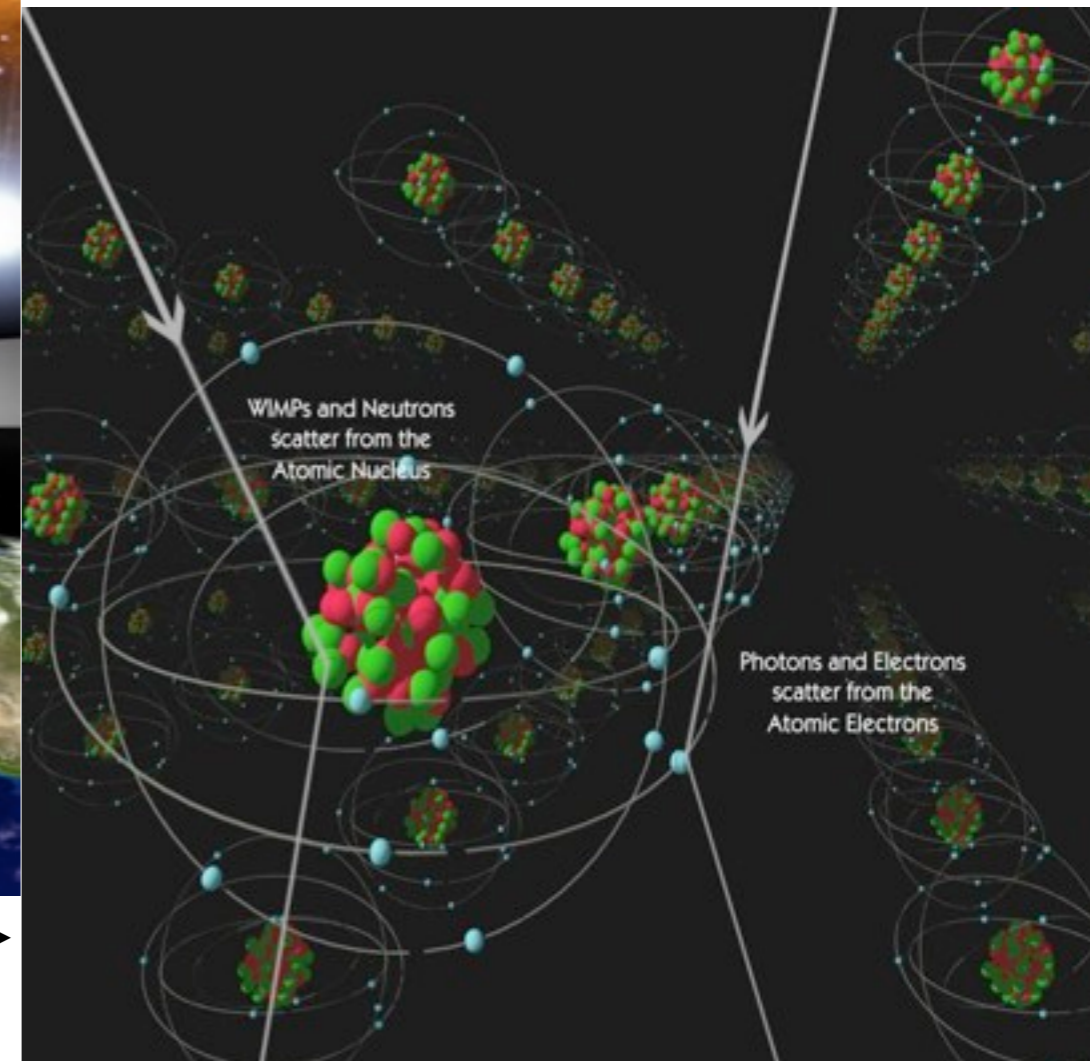 WIMPs and Neutrons
scatter from the
Atomic Nucleus
Photons and Electrons
scatter from the
Atomic Electrons